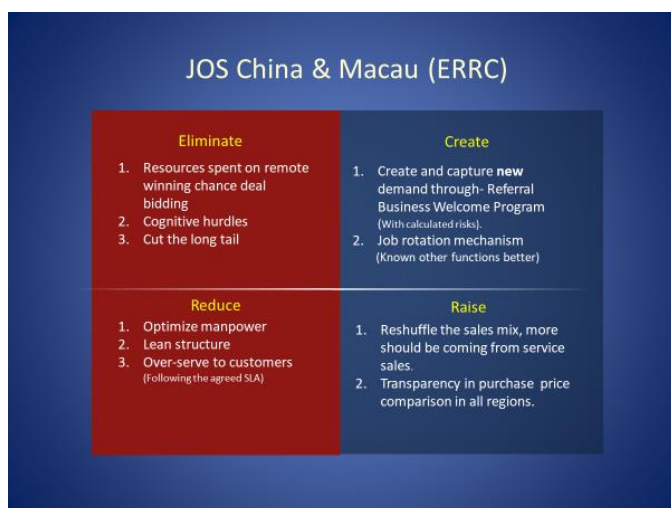 JOS China & Macau (ERRC)
Eliminate
1. Resources spent on remote
winning chance deal
bidding
2. Cognitive hurdles
3. Cut the long tail
Create
1. Create and capture new
demand through- Referral
Business Welcome Program
(With calculated risks).
2. Job rotation mechanism
(Known other functions better)
Reduce
1. Optimize manpower
2. Lean structure
3. Over-serve to customers
(Following the agreed SLA)
Raise
1. Reshuffle the sales mix, more
should be coming from service
sales.
2. Transparency in purchase price
comparison in all regions.